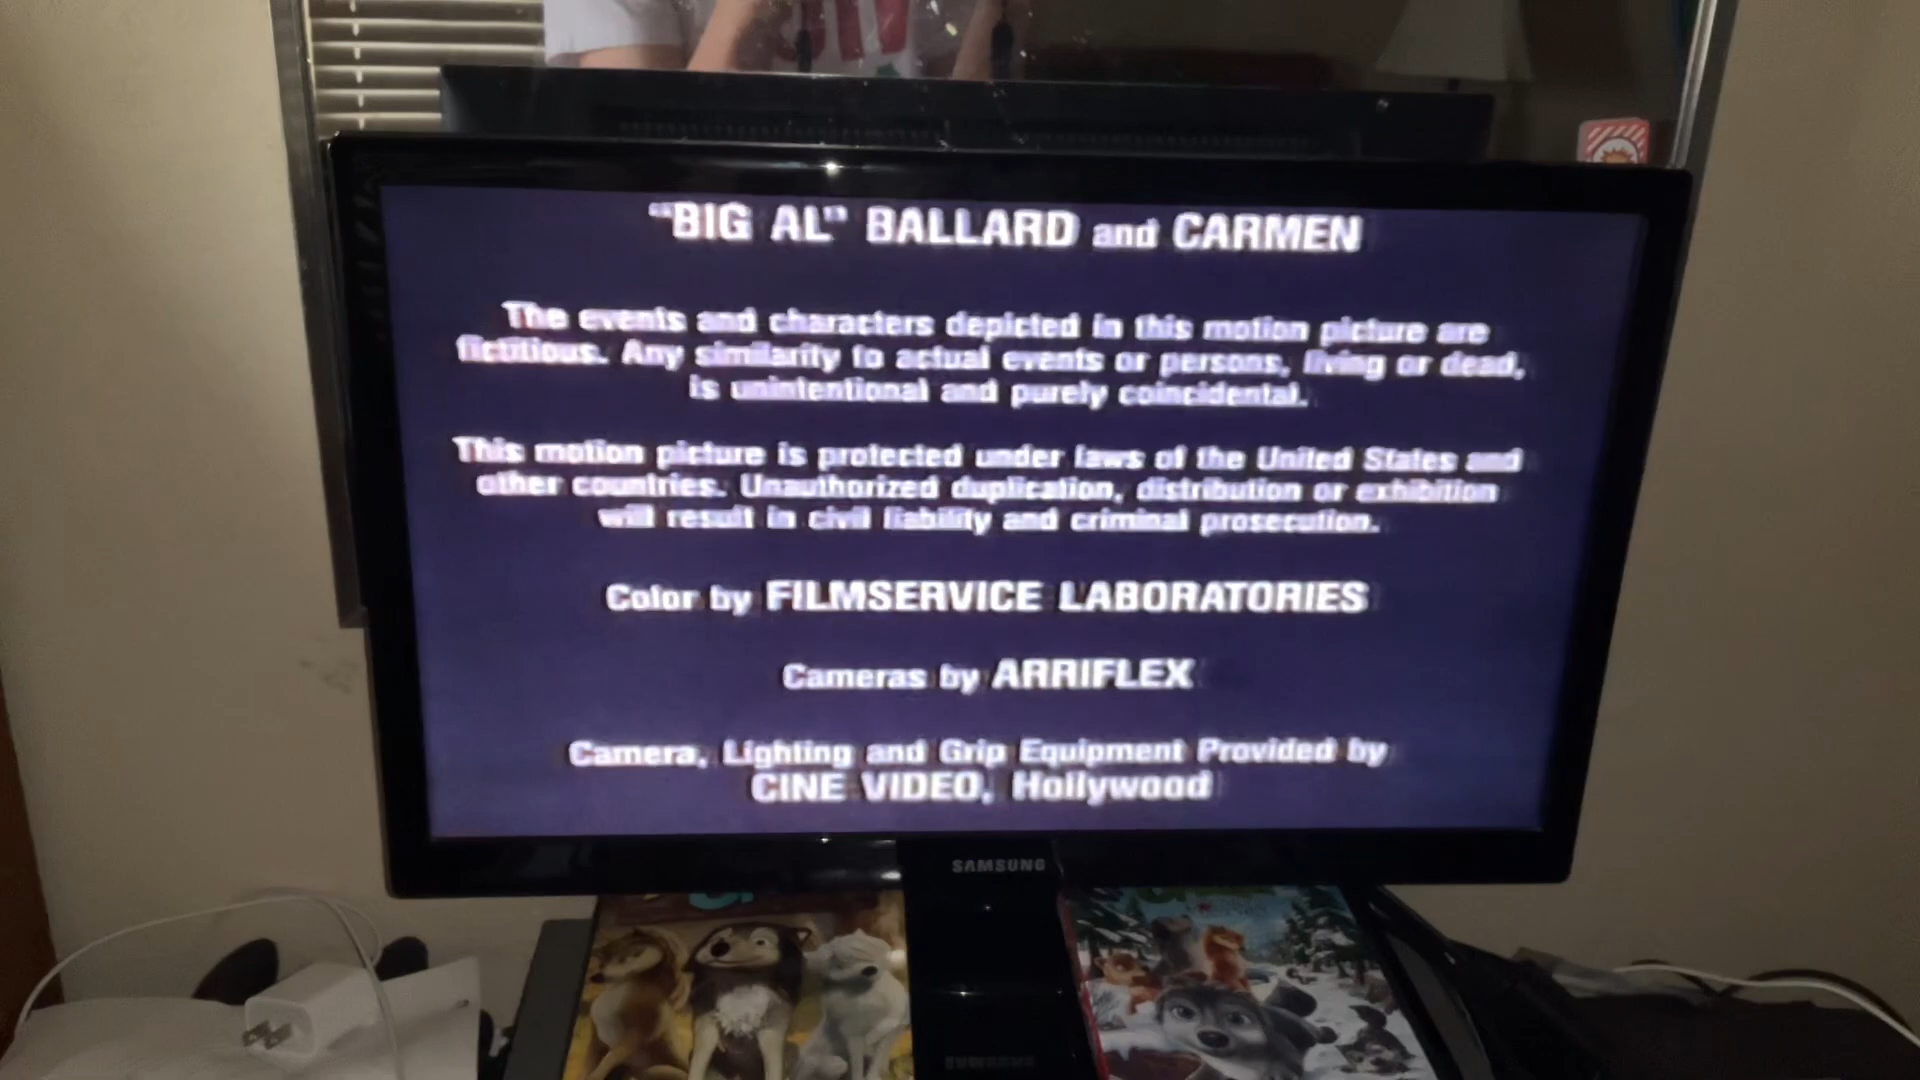 "BIG AL" BALLARD and CARMEN
The events and characters depicted in this motion picture are
fictitious. Any similarity to actual events or persons, living or dead,
is unintentional and purely coincidental.
This motion picture is protected under laws of the United States and
other countries. Unauthorized duplication, distribution or exhibition
will result in civil liability and criminal prosecution.
Color by FILMSERVICE LABORATORIES
Cameras by ARRIFLEX
Camera, Lighting and Grip Equipment Provided by
CINE VIDEO, Hollywood
SAMSUNG